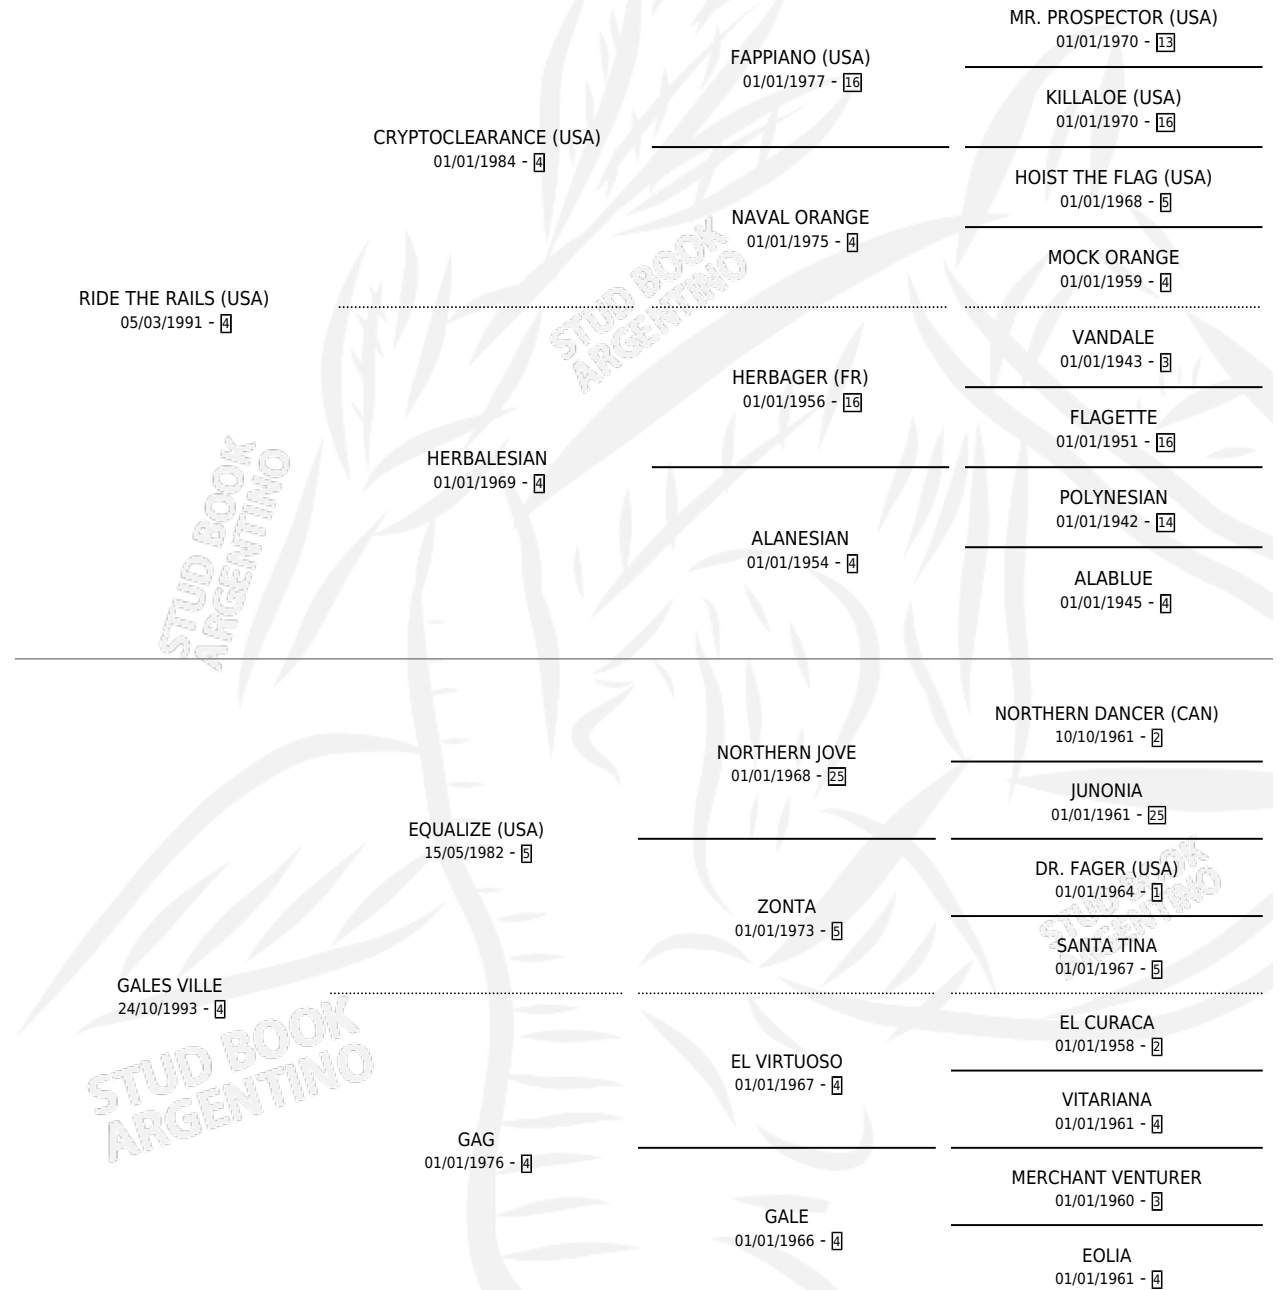 MR. PROSPECTOR (USA)
01/01/1970 - 13
FAPPIANO (USA)
01/01/1977 - 16
KILLALOE (USA)
01/01/1970 - 16
CRYPTOCLEARANCE (USA)
01/01/1984 - 4
HOIST THE FLAG (USA)
01/01/1968 - 5
NAVAL ORANGE
01/01/1975 - 4
MOCK ORANGE
01/01/1959 - 4
RIDE THE RAILS (USA)
05/03/1991 - 4
VANDALE
01/01/1943 - 3
HERBAGER (FR)
01/01/1956 - 16
FLAGETTE
01/01/1951 - 16
HERBALESIAN
01/01/1969 - 4
POLYNESIAN
01/01/1942 - 14
ALANESIAN
01/01/1954 - 4
ALABLUE
01/01/1945 - 4
NORTHERN DANCER (CAN)
10/10/1961 - 2
NORTHERN JOVE
01/01/1968 - 25
JUNONIA
01/01/1961 - 25
EQUALIZE (USA)
15/05/1982 - 5
DR. FAGER (USA)
01/01/1964 - 1
ZONTA
01/01/1973 - 5
SANTA TINA
01/01/1967 - 5
GALES VILLE
24/10/1993 - 4
EL CURACA
01/01/1958 - 2
EL VIRTUOSO
01/01/1967 - 4
VITARIANA
01/01/1961 - 4
GAG
01/01/1976 - 4
MERCHANT VENTURER
01/01/1960 - 3
GALE
01/01/1966 - 4
EOLIA
01/01/1961 - 4
STUD BOOK
ARGENTINO
STUD BOOK
ARGENTINO
STUD BOOK
ARGENTINO
STUD BOOK
ARGENTINO